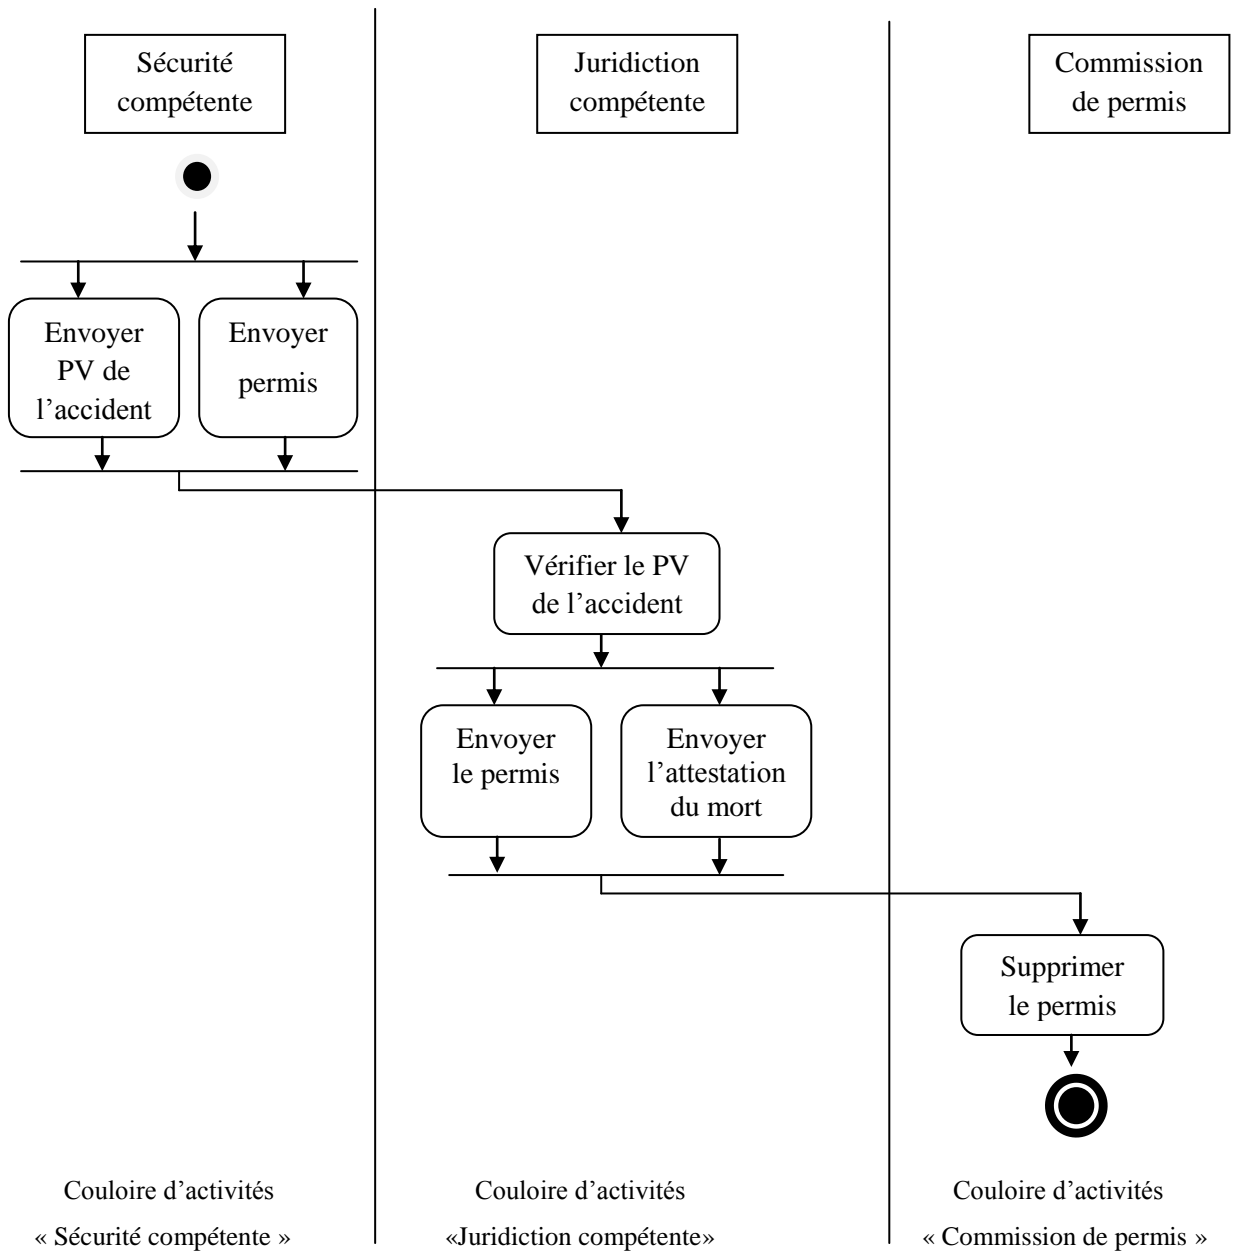 Sécurité
compétente
Juridiction
compétente
Commission
de permis
Envoyer
PV de
l’accident
Envoyer
permis
Vérifier le PV
de l’accident
Envoyer
le permis
Envoyer
l’attestation
du mort
Supprimer
le permis
Couloire d’activités
« Sécurité compétente »
Couloire d’activités
«Juridiction compétente»
Couloire d’activités
« Commission de permis »